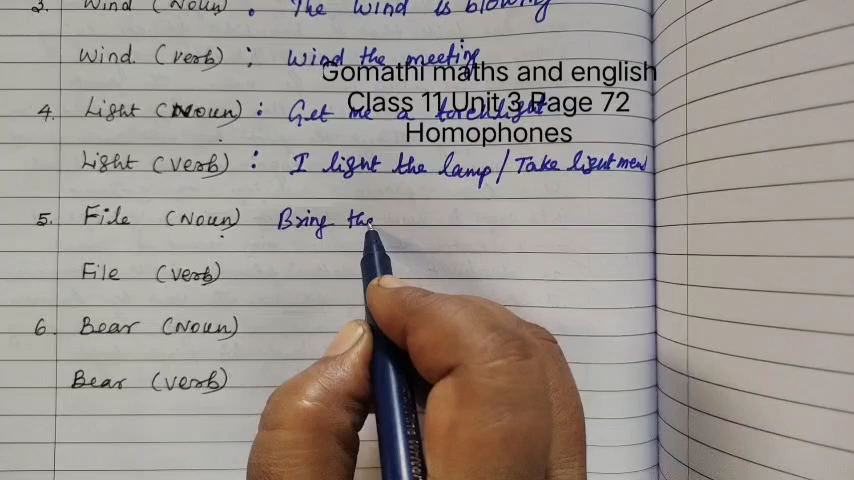 3. Wind (Noun) . The wind is blowing
Wind. (verb) : Wind the meeting
Gomathi maths and english
4. Light (Noun) : Get me a torchlight
Class 11 Unit 3 Page 72
Homophones
Light (verb) : I light the lamp / Take light
5. File (Noun) Bring the
File (verb)
6. Bear (Noun)
Bear (verb)